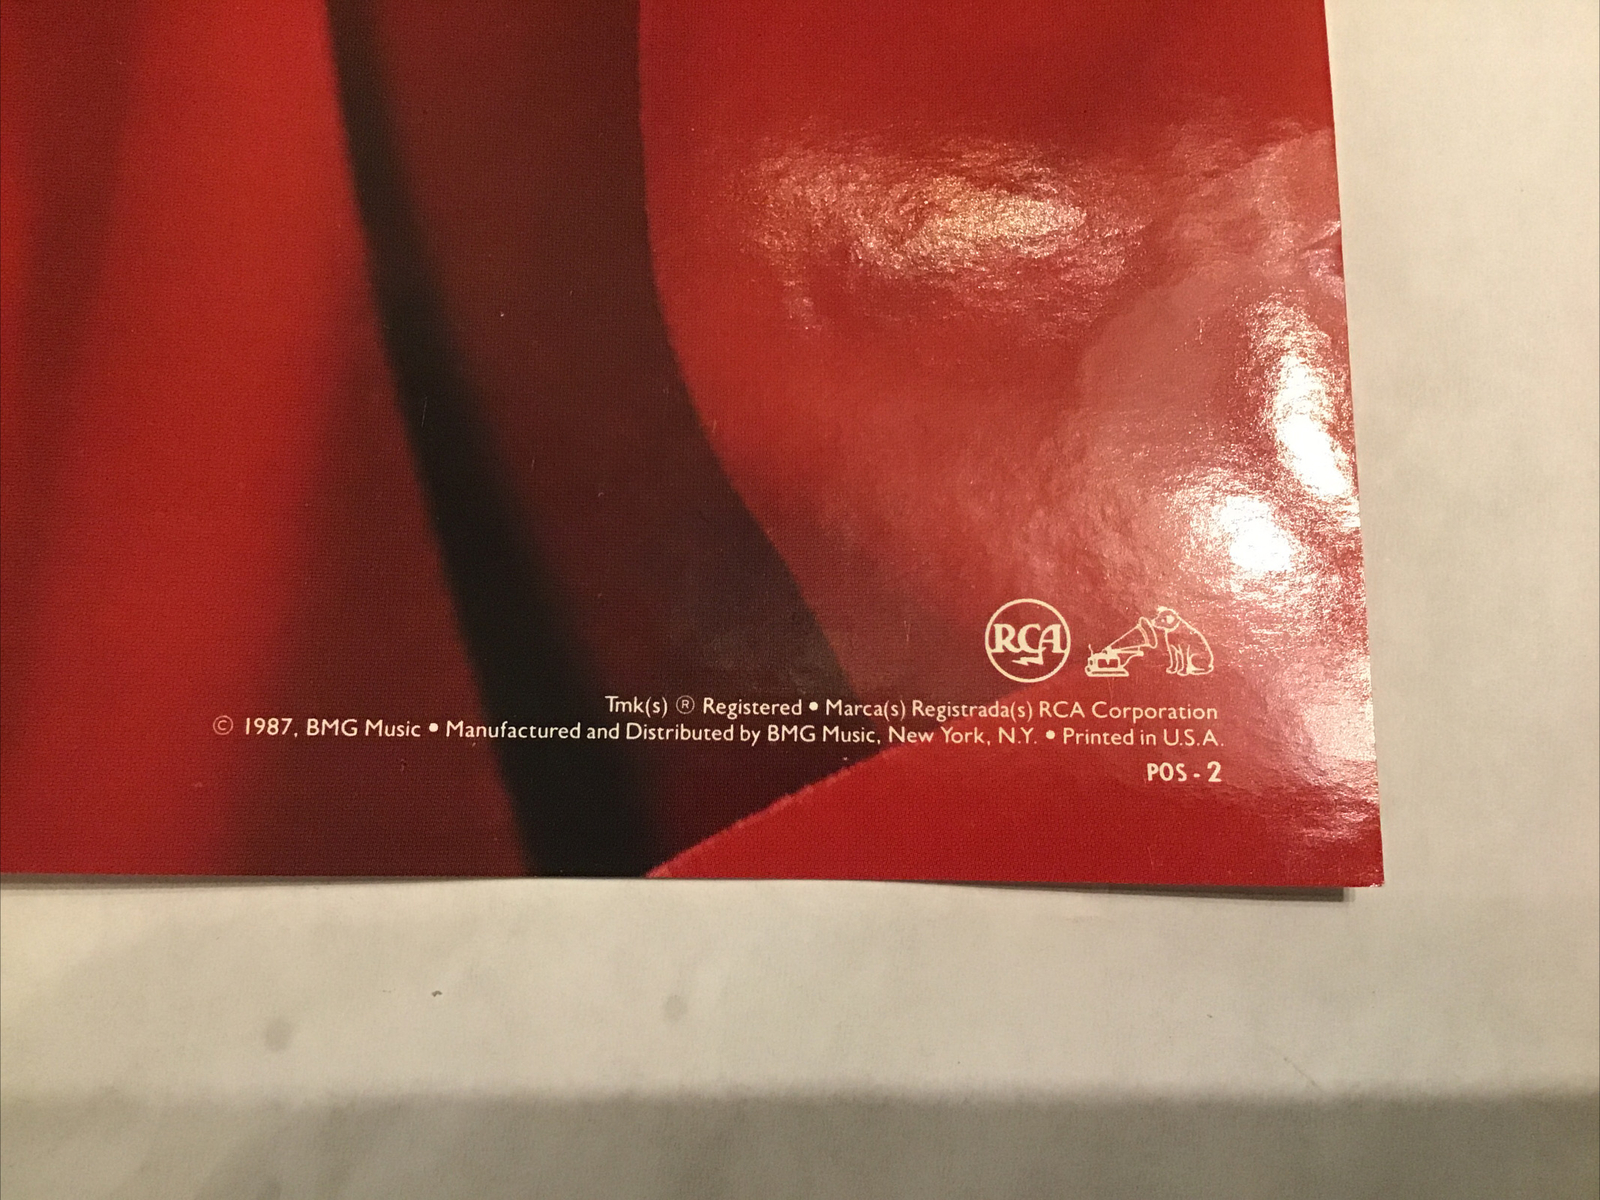 RCA
Tmk(s) ® Registered • Marca(s) Registrada(s) RCA Corporation
© 1987, BMG Music • Manufactured and Distributed by BMG Music, New York, N.Y. • Printed in U.S.A.
POS - 2